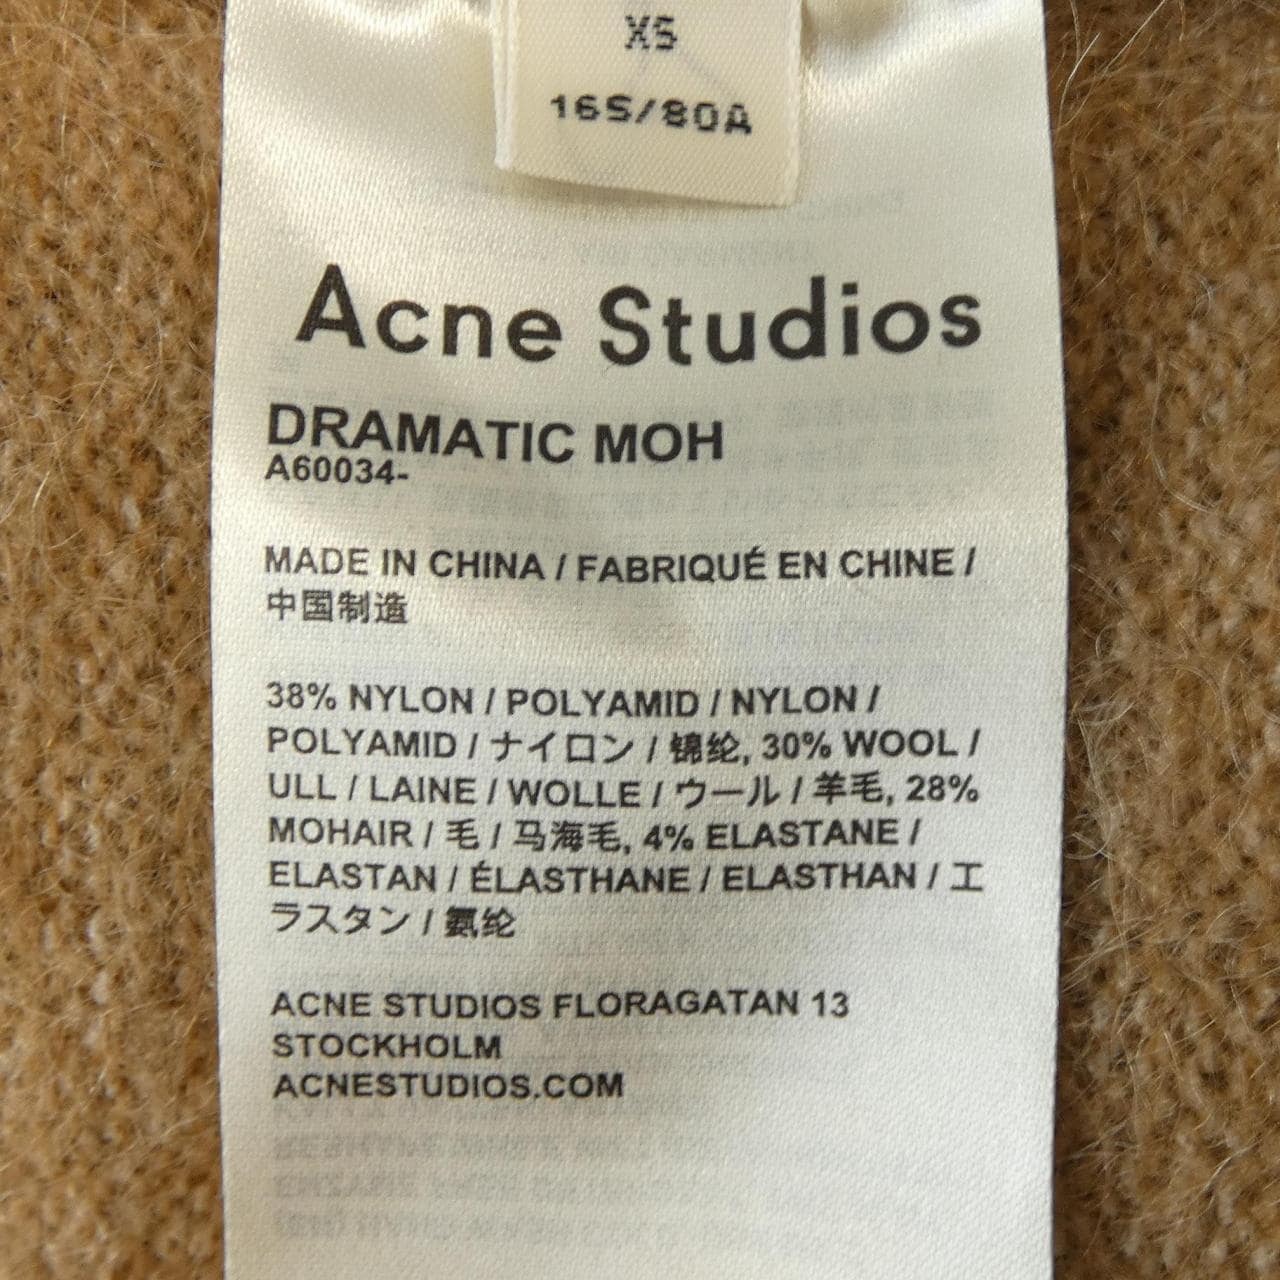 XS
165/80A
Acne Studios
DRAMATIC MOH
A60034-
MADE IN CHINA / FABRIQUÉ EN CHINE /
中国制造
38% NYLON / POLYAMID / NYLON /
POLYAMID / ナイロン / 锦纶, 30% WOOL /
ULL / LAINE / WOLLE / ウール / 羊毛, 28%
MOHAIR / 毛 / 马海毛, 4% ELASTANE /
ELASTAN / ÉLASTHANE / ELASTHAN / エ
ラスタン / 氨纶
ACNE STUDIOS FLORAGATAN 13
STOCKHOLM
ACNESTUDIOS.COM